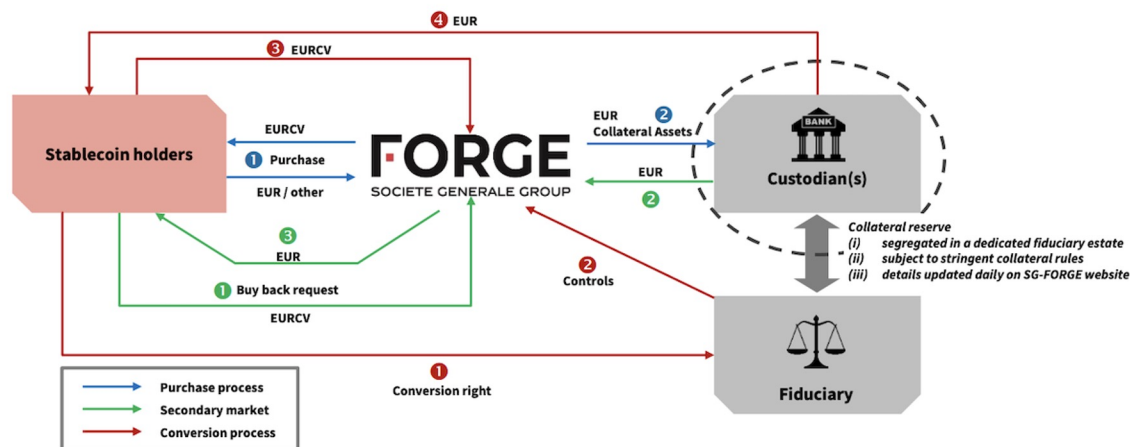 4 EUR
3 EURCV
EURCV
1 Purchase
EUR / other
Stablecoin holders
FORGE
SOCIETE GENERALE GROUP
EUR 2
Collateral Assets
EUR
2
BANK
Custodian(s)
3
EUR
1 Buy back request
EURCV
2
Controls
Collateral reserve
(i) segregated in a dedicated fiduciary estate
(ii) subject to stringent collateral rules
(iii) details updated daily on SG-FORGE website
1
Conversion right
Fiduciary
Purchase process
Secondary market
Conversion process